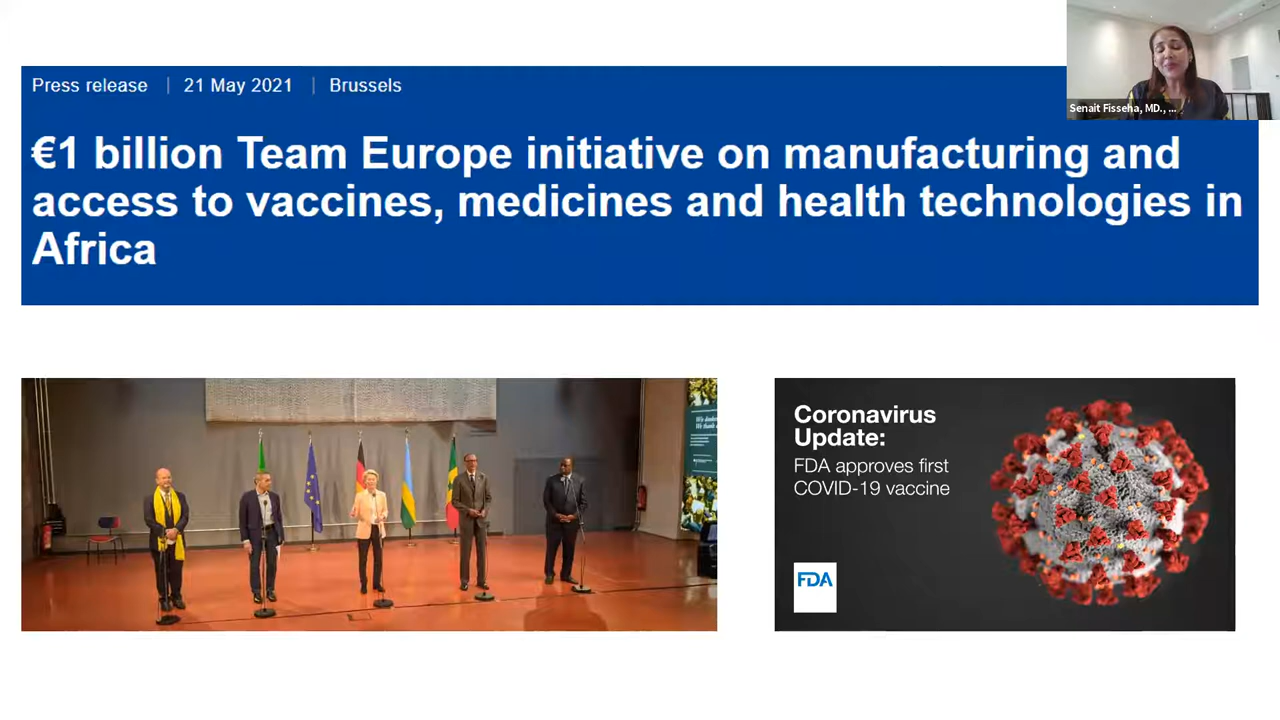 Senait Fisseha, MD., ...
Press release | 21 May 2021 | Brussels
€1 billion Team Europe initiative on manufacturing and
access to vaccines, medicines and health technologies in
Africa
Coronavirus
Update:
FDA approves first
COVID-19 vaccine
FDA